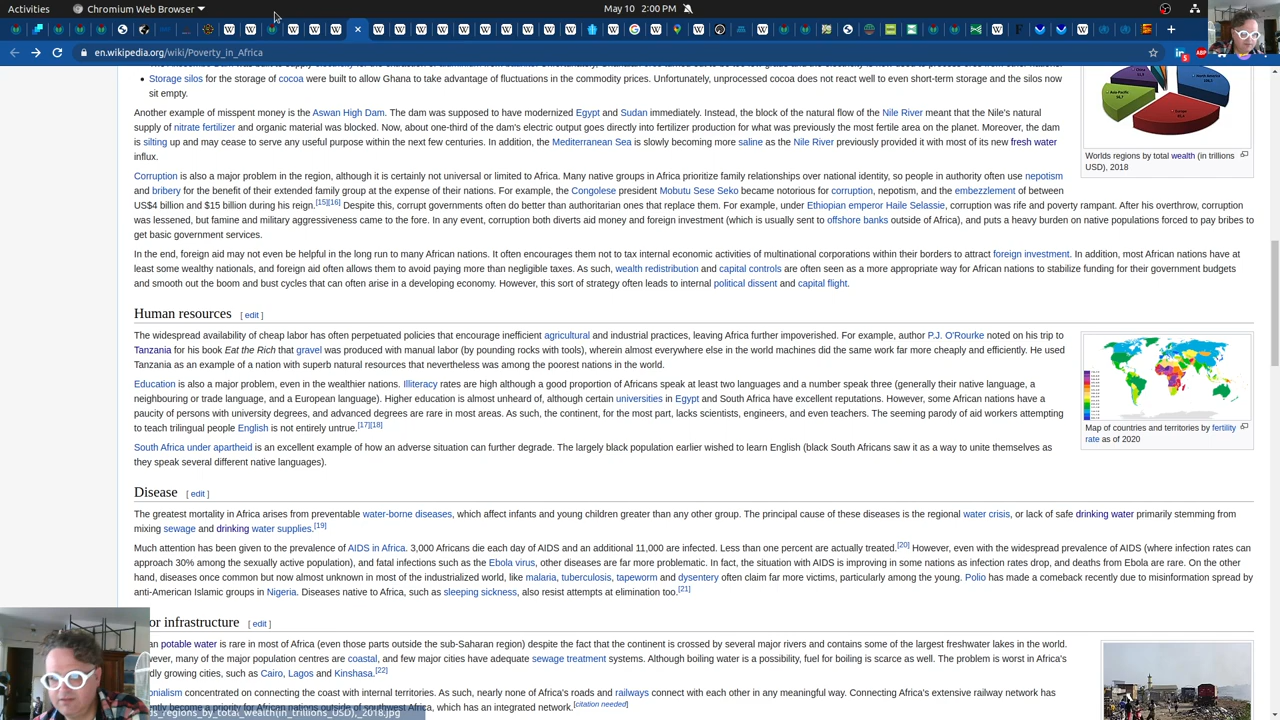 Activities
Chrome
May 10 2:00 PM
en.wikipedia.org/wiki/Poverty_in_Africa
Storage silos for the storage of cocoa were built to allow Ghana to take advantage of fluctuations in the commodity prices. Unfortunately, unprocessed cocoa does not react well to even short-term storage and the silos now
sit empty.
Another example of misspent money is the Aswan High Dam. The dam was supposed to have modernized Egypt and Sudan immediately. Instead, the block of the natural flow of the Nile River meant that the Nile's natural
supply of nitrate fertilizer and organic material was blocked. Now, about one-third of the dam's electric output goes directly into fertilizer production for what was previously the most fertile area on the planet. Moreover, the dam
is silting up and may cease to serve any useful purpose within the next few centuries. In addition, the Mediterranean Sea is slowly becoming more saline as the Nile River previously provided it with most of its new fresh water
influx.
Worlds regions by total wealth (in trillions
USD), 2018
Corruption is also a major problem in the region, although it is certainly not universal or limited to Africa. Many native groups in Africa prioritize family relationships over national identity, so people in authority often use nepotism
and bribery for the benefit of their extended family group at the expense of their nations. For example, the Congolese president Mobutu Sese Seko became notorious for corruption, nepotism, and the embezzlement of between
US$4 billion and $15 billion during his reign.[15][16] Despite this, corrupt governments often do better than authoritarian ones that replace them. For example, under Ethiopian emperor Haile Selassie, corruption was rife and poverty rampant. After his overthrow, corruption
was lessened, but famine and military aggressiveness came to the fore. In any event, corruption both diverts aid money and foreign investment (which is usually sent to offshore banks outside of Africa), and puts a heavy burden on native populations forced to pay bribes to
get basic government services.
In the end, foreign aid may not even be helpful in the long run to many African nations. It often encourages them not to tax internal economic activities of multinational corporations within their borders to attract foreign investment. In addition, most African nations have at
least some wealthy nationals, and foreign aid often allows them to avoid paying more than negligible taxes. As such, wealth redistribution and capital controls are often seen as a more appropriate way for African nations to stabilize funding for their government budgets
and smooth out the boom and bust cycles that can often arise in a developing economy. However, this sort of strategy often leads to internal political dissent and capital flight.
Human resources [ edit ]
The widespread availability of cheap labor has often perpetuated policies that encourage inefficient agricultural and industrial practices, leaving Africa further impoverished. For example, author P.J. O'Rourke noted on his trip to
Tanzania for his book Eat the Rich that gravel was produced with manual labor (by pounding rocks with tools), wherein almost everywhere else in the world machines did the same work far more cheaply and efficiently. He used
Tanzania as an example of a nation with superb natural resources that nevertheless was among the poorest nations in the world.
Education is also a major problem, even in the wealthier nations. Illiteracy rates are high although a good proportion of Africans speak at least two languages and a number speak three (generally their native language, a
neighbouring or trade language, and a European language). Higher education is almost unheard of, although certain universities in Egypt and South Africa have excellent reputations. However, some African nations have a
paucity of persons with university degrees, and advanced degrees are rare in most areas. As such, the continent, for the most part, lacks scientists, engineers, and even teachers. The seeming parody of aid workers attempting
to teach trilingual people English is not entirely untrue.[17][18]
Map of countries and territories by fertility
rate as of 2020
South Africa under apartheid is an excellent example of how an adverse situation can further degrade. The largely black population earlier wished to learn English (black South Africans saw it as a way to unite themselves as
they speak several different native languages).
Disease [ edit ]
The greatest mortality in Africa arises from preventable water-borne diseases, which affect infants and young children greater than any other group. The principal cause of these diseases is the regional water crisis, or lack of safe drinking water primarily stemming from
mixing sewage and drinking water supplies.[19]
Much attention has been given to the prevalence of AIDS in Africa. 3,000 Africans die each day of AIDS and an additional 11,000 are infected. Less than one percent are actually treated.[20] However, even with the widespread prevalence of AIDS (where infection rates can
approach 30% among the sexually active population), and fatal infections such as the Ebola virus, other diseases are far more problematic. In fact, the situation with AIDS is improving in some nations as infection rates drop, and deaths from Ebola are rare. On the other
hand, diseases once common but now almost unknown in most of the industrialized world, like malaria, tuberculosis, tapeworm and dysentery often claim far more victims, particularly among the young. Polio has made a comeback recently due to misinformation spread by
anti-American Islamic groups in Nigeria. Diseases native to Africa, such as sleeping sickness, also resist attempts at elimination too.[21]
or infrastructure [ edit ]
an potable water is rare in most of Africa (even those parts outside the sub-Saharan region) despite the fact that the continent is crossed by several major rivers and contains some of the largest freshwater lakes in the world.
wever, many of the major population centres are coastal, and few major cities have adequate sewage treatment systems. Although boiling water is a possibility, fuel for boiling is scarce as well. The problem is worst in Africa's
dly growing cities, such as Cairo, Lagos and Kinshasa.[22]
onialism concentrated on connecting the coast with internal territories. As such, nearly none of Africa's roads and railways connect with each other in any meaningful way. Connecting Africa's extensive railway network has
ently become a priority for African nations outside of southwest Africa, which has an integrated network.[citation needed]
ds_regions_by_total_wealth(in_trillions_USD),_2018.jpg